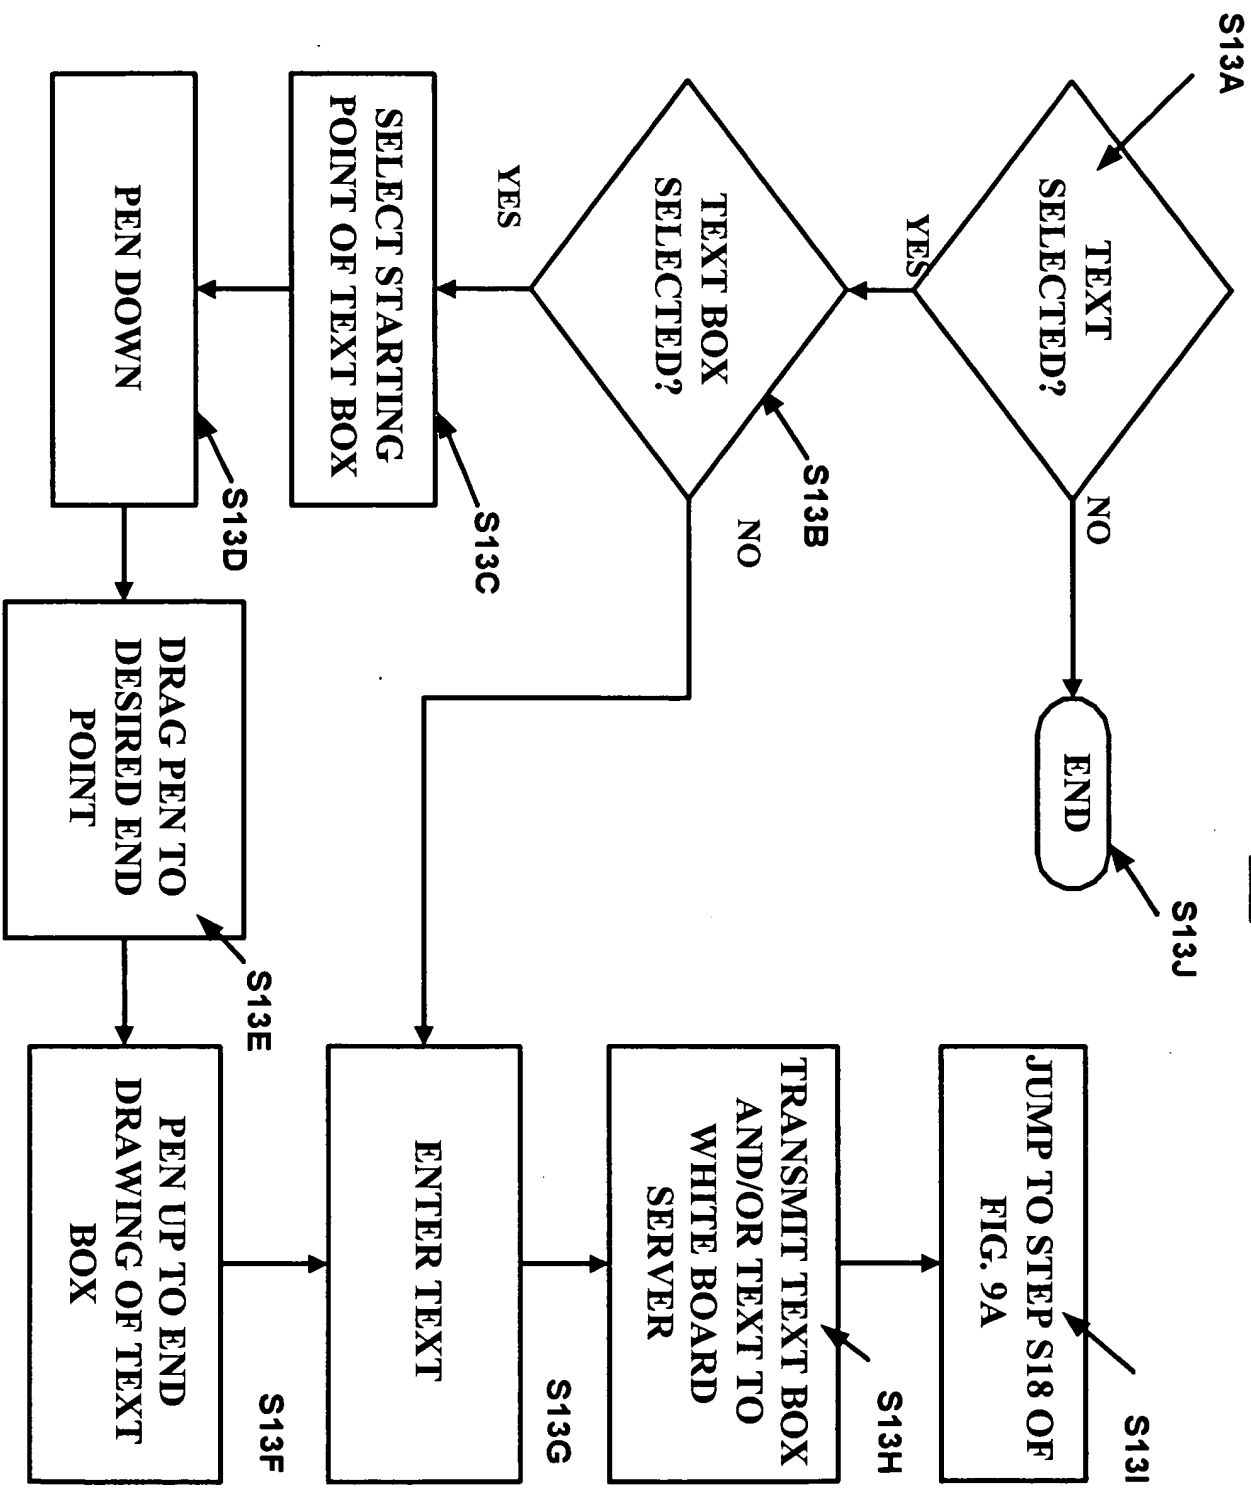 S13A
TEXT
SELECTED?
NO
END
S13J
YES
TEXT BOX
SELECTED?
S13B
NO
YES
SELECT STARTING
POINT OF TEXT BOX
S13C
PEN DOWN
S13D
DRAG PEN TO
DESIRED END
POINT
S13E
PEN UP TO END
DRAWING OF TEXT
BOX
S13F
ENTER TEXT
S13G
TRANSMIT TEXT BOX
AND/OR TEXT TO
WHITE BOARD
SERVER
S13H
JUMP TO STEP S18 OF
FIG. 9A
S13I